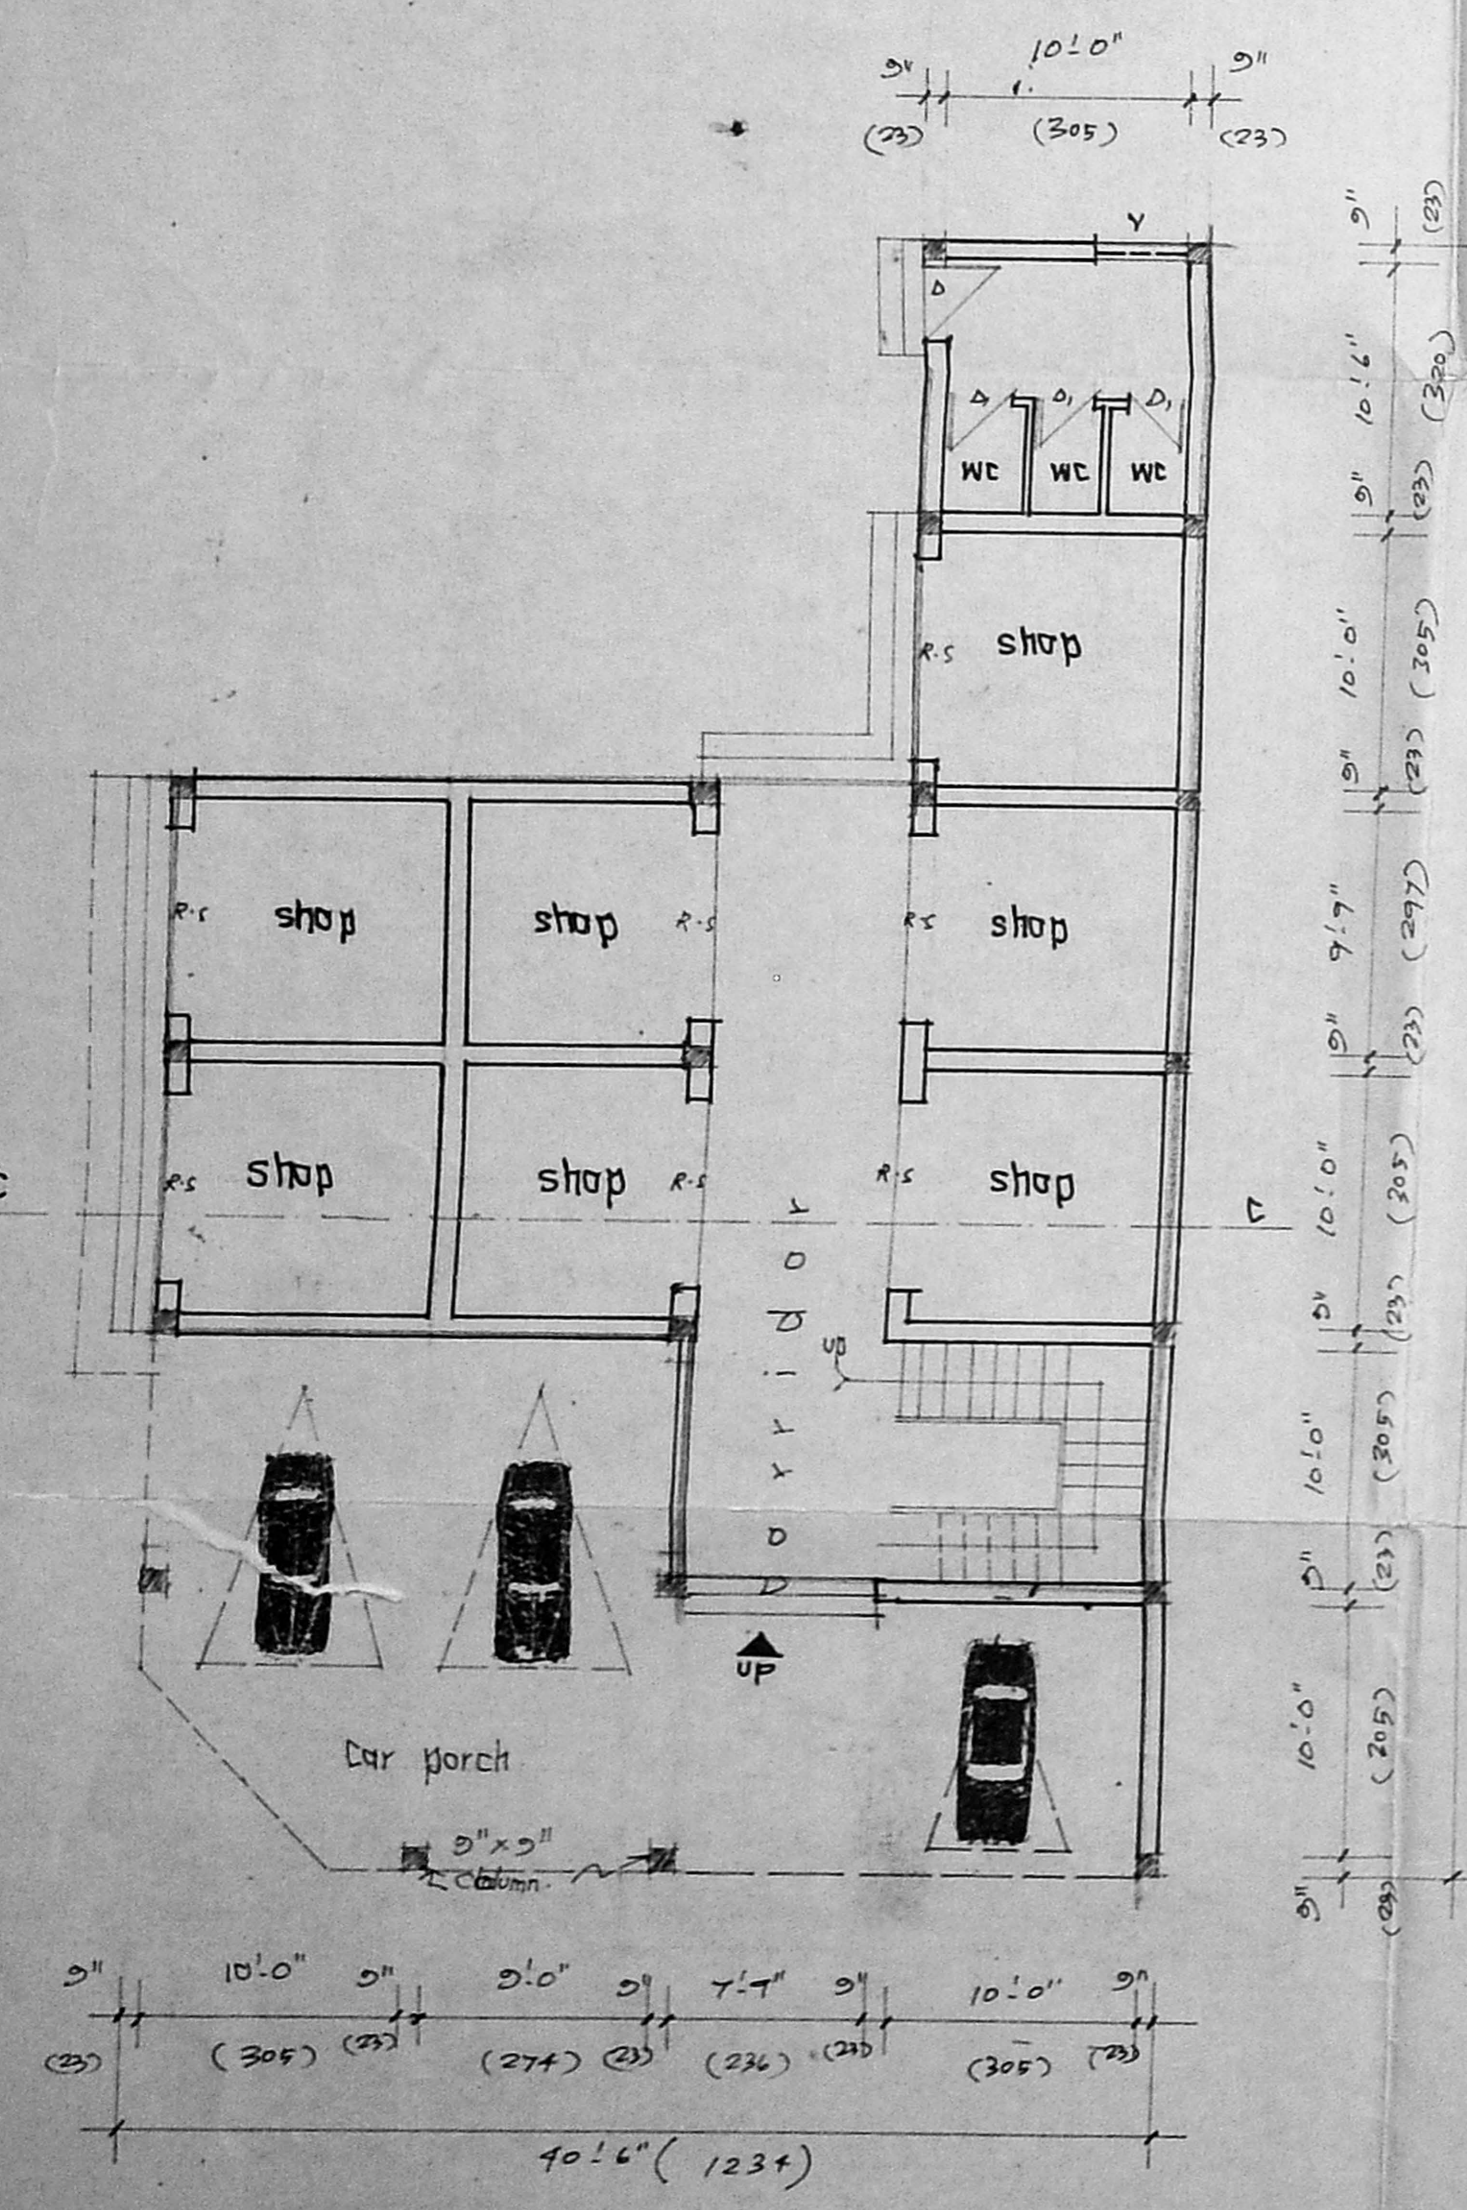 10'-0"
9" 9"
(23) (305) (23)
V
D
D1 D1 D1
WC WC WC
R.S shop
R.S shop shop R.S R.S shop
R.S shop shop R.S R.S shop
corridor
UP
D
UP
Car porch
9"x9"
Column.
9" (23)
10'-6" (320)
9" (23)
10'-0" (305)
9" (23)
9'-9" (297)
9" (23)
10'-0" (305)
9" (23)
10'-0" (305)
9" (23)
10'-0" (305)
9" (23)
9" 10'-0" 9" 9'-0" 9" 7'-9" 9" 10'-0" 9"
(23) (305) (23) (274) (23) (236) (23) (305) (23)
40'-6" (1234)